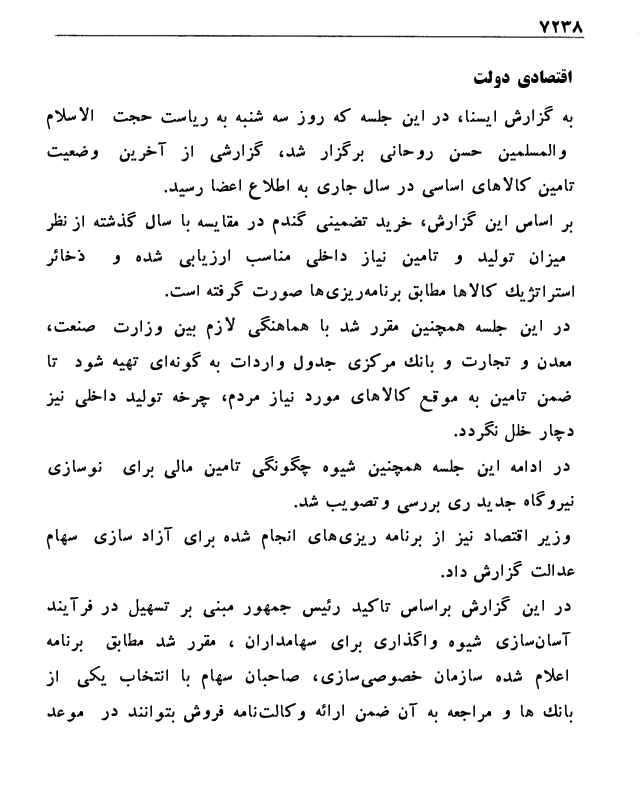 ۷۲۳۸
اقتصادی دولت
به گزارش ایسنا، در این جلسه که روز سه شنبه به ریاست حجت الاسلام
والمسلمین حسن روحانی برگزار شد، گزارشی از آخرین وضعیت
تامین کالاهای اساسی در سال جاری به اطلاع اعضا رسید.
بر اساس این گزارش، خرید تضمینی گندم در مقایسه با سال گذشته از نظر
میزان تولید و تامین نیاز داخلی مناسب ارزیابی شده و ذخائر
استراتژیک کالاها مطابق برنامه‌ریزی‌ها صورت گرفته است.
در این جلسه همچنین مقرر شد با هماهنگی لازم بین وزارت صنعت،
معدن و تجارت و بانک مرکزی جدول واردات به گونه‌ای تهیه شود تا
ضمن تامین به موقع کالاهای مورد نیاز مردم، چرخه تولید داخلی نیز
دچار خلل نگردد.
در ادامه این جلسه همچنین شیوه چگونگی تامین مالی برای نوسازی
نیروگاه جدید ری بررسی وتصویب شد.
وزیر اقتصاد نیز از برنامه ریزی‌های انجام شده برای آزاد سازی سهام
عدالت گزارش داد.
در این گزارش براساس تاکید رئیس جمهور مبنی بر تسهیل در فرآیند
آسان‌سازی شیوه واگذاری برای سهامداران ، مقرر شد مطابق برنامه
اعلام شده سازمان خصوصی‌سازی، صاحبان سهام با انتخاب یکی از
بانک ها و مراجعه به آن ضمن ارائه وکالت‌نامه فروش بتوانند در موعد